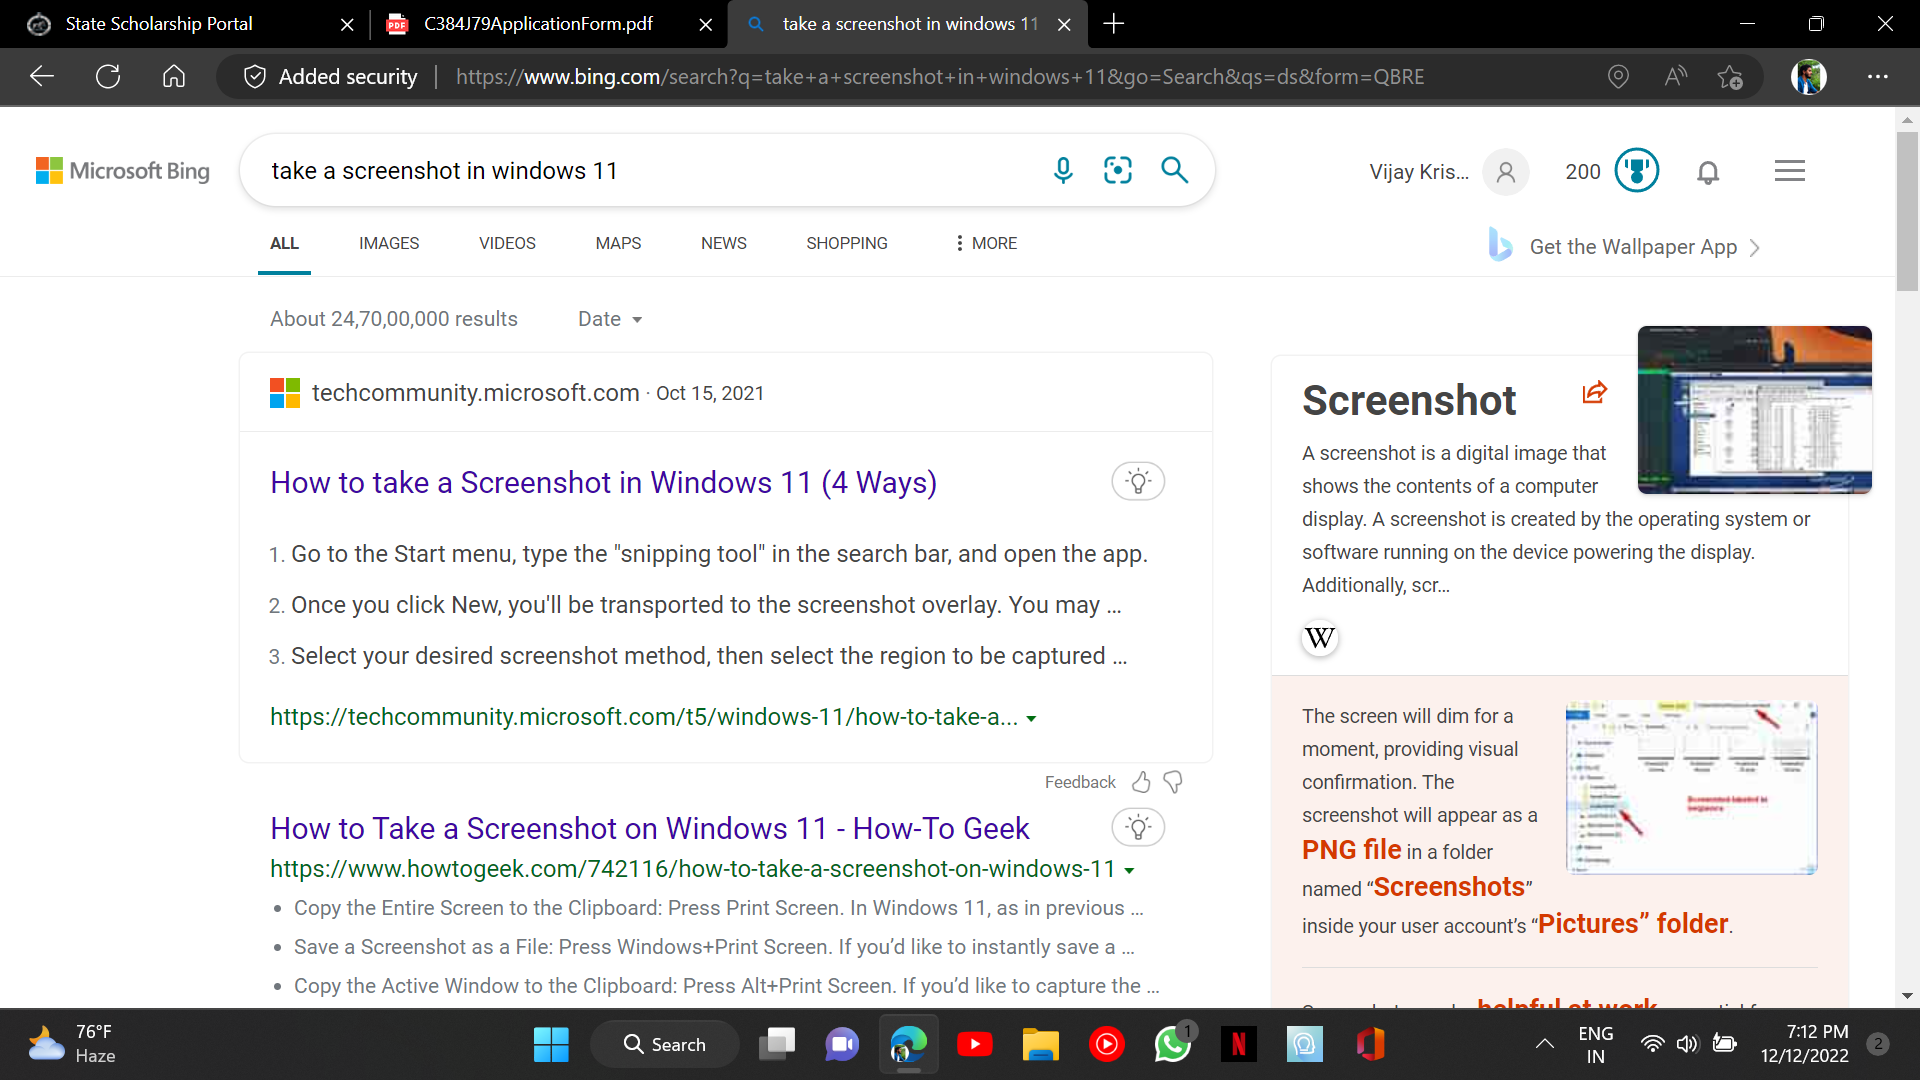 State Scholarship Portal
C384J79ApplicationForm.pdf
take a screenshot in windows 11
Added security
https://www.bing.com/search?q=take+a+screenshot+in+windows+11&go=Search&qs=ds&form=QBRE
Microsoft Bing
take a screenshot in windows 11
Vijay Kris...
200
ALL
IMAGES
VIDEOS
MAPS
NEWS
SHOPPING
MORE
Get the Wallpaper App
About 24,70,00,000 results
Date
techcommunity.microsoft.com · Oct 15, 2021
How to take a Screenshot in Windows 11 (4 Ways)
1. Go to the Start menu, type the "snipping tool" in the search bar, and open the app.
2. Once you click New, you'll be transported to the screenshot overlay. You may ...
3. Select your desired screenshot method, then select the region to be captured ...
https://techcommunity.microsoft.com/t5/windows-11/how-to-take-a...
Feedback
How to Take a Screenshot on Windows 11 - How-To Geek
https://www.howtogeek.com/742116/how-to-take-a-screenshot-on-windows-11
• Copy the Entire Screen to the Clipboard: Press Print Screen. In Windows 11, as in previous ...
• Save a Screenshot as a File: Press Windows+Print Screen. If you’d like to instantly save a ...
• Copy the Active Window to the Clipboard: Press Alt+Print Screen. If you’d like to capture the ...
Screenshot
A screenshot is a digital image that
shows the contents of a computer
display. A screenshot is created by the operating system or
software running on the device powering the display.
Additionally, scr...
W
The screen will dim for a
moment, providing visual
confirmation. The
screenshot will appear as a
PNG file in a folder
named “Screenshots”
inside your user account’s “Pictures” folder.
helpful at work
76°F
Haze
Search
1
N
ENG
IN
7:12 PM
12/12/2022
2